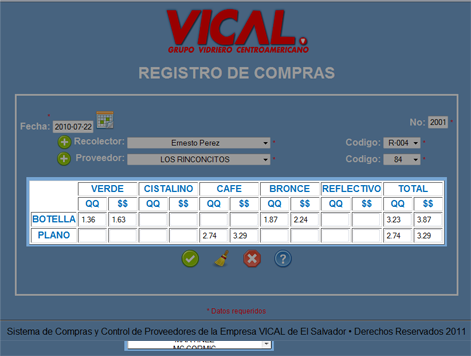 VICAL.
GRUPO VIDRIERO CENTROAMERICANO
REGISTRO DE COMPRAS
Fecha: 2010-07-22 * No: 2001 *
Recolector: Ernesto Perez * Codigo: R-004 *
Proveedor: LOS RINCONCITOS * Codigo: 84 *
VERDE CISTALINO CAFE BRONCE REFLECTIVO TOTAL
QQ $$ QQ $$ QQ $$ QQ $$ QQ $$ QQ $$
BOTELLA 1.36 1.63 1.87 2.24 3.23 3.87
PLANO 2.74 3.29 2.74 3.29
* Datos requeridos
Sistema de Compras y Control de Proveedores de la Empresa VICAL de El Salvador • Derechos Reservados 2011